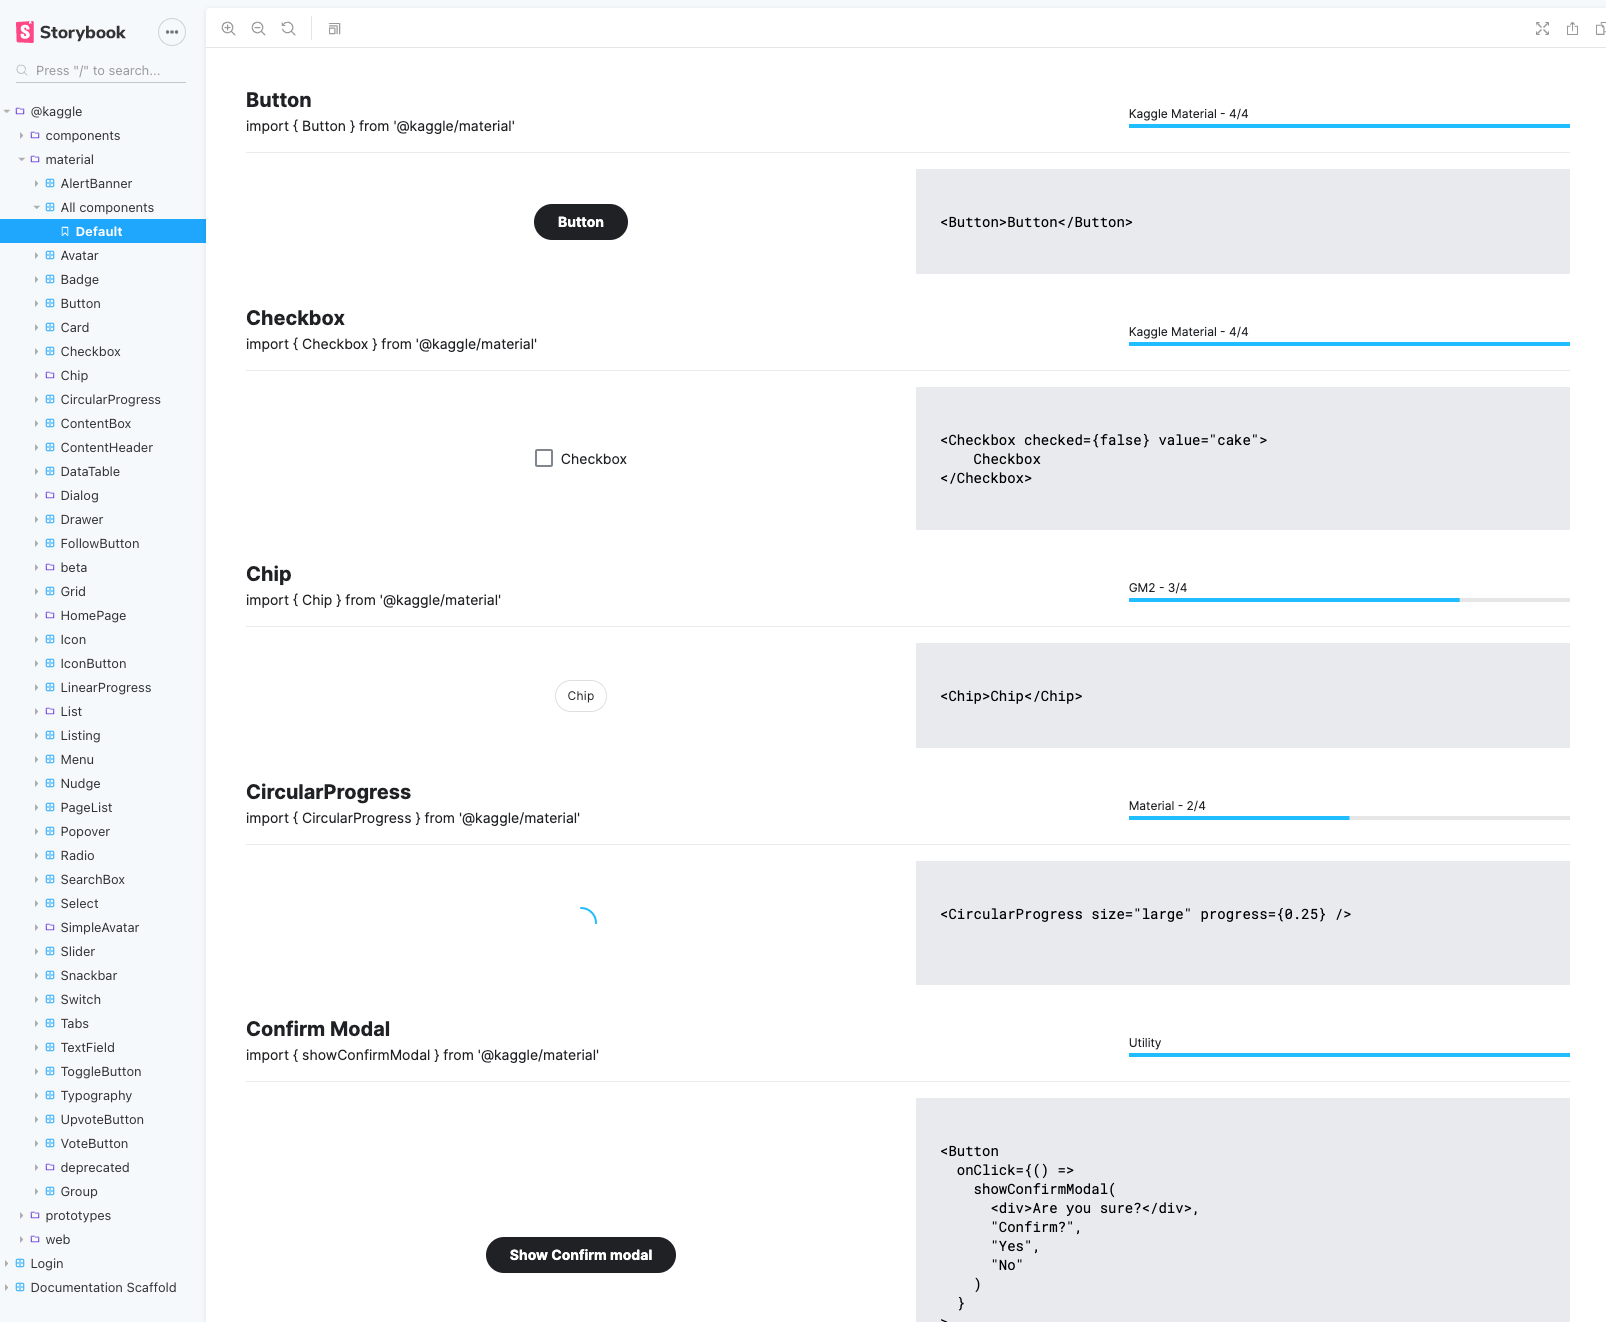 Storybook
Press "/" to search...
@kaggle
components
material
AlertBanner
All components
Default
Avatar
Badge
Button
Card
Checkbox
Chip
CircularProgress
ContentBox
ContentHeader
DataTable
Dialog
Drawer
FollowButton
beta
Grid
HomePage
Icon
IconButton
LinearProgress
List
Listing
Menu
Nudge
PageList
Popover
Radio
SearchBox
Select
SimpleAvatar
Slider
Snackbar
Switch
Tabs
TextField
ToggleButton
Typography
UpvoteButton
VoteButton
deprecated
Group
prototypes
web
Login
Documentation Scaffold
Button
import { Button } from '@kaggle/material'
Kaggle Material - 4/4
Button
<Button>Button</Button>
Checkbox
import { Checkbox } from '@kaggle/material'
Kaggle Material - 4/4
Checkbox
<Checkbox checked={false} value="cake">
    Checkbox
</Checkbox>
Chip
import { Chip } from '@kaggle/material'
GM2 - 3/4
Chip
<Chip>Chip</Chip>
CircularProgress
import { CircularProgress } from '@kaggle/material'
Material - 2/4
<CircularProgress size="large" progress={0.25} />
Confirm Modal
import { showConfirmModal } from '@kaggle/material'
Utility
Show Confirm modal
<Button
  onClick={() =>
    showConfirmModal(
      <div>Are you sure?</div>,
      "Confirm?",
      "Yes",
      "No"
    )
  }
>